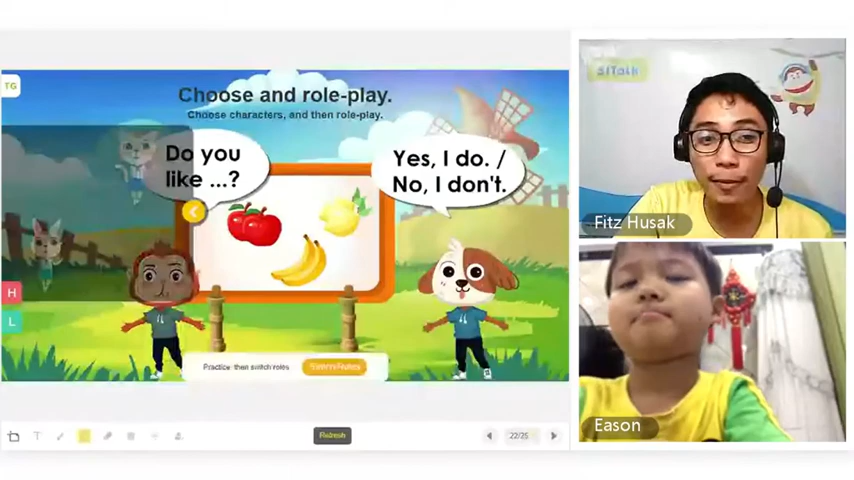 TG
Choose and role-play.
Choose characters, and then role-play.
Do you
like ...?
Yes, I do. /
No, I don't.
H
L
Practice then switch roles
Switch Roles
T
Refresh
22/25
51Talk
Fitz Husak
Eason